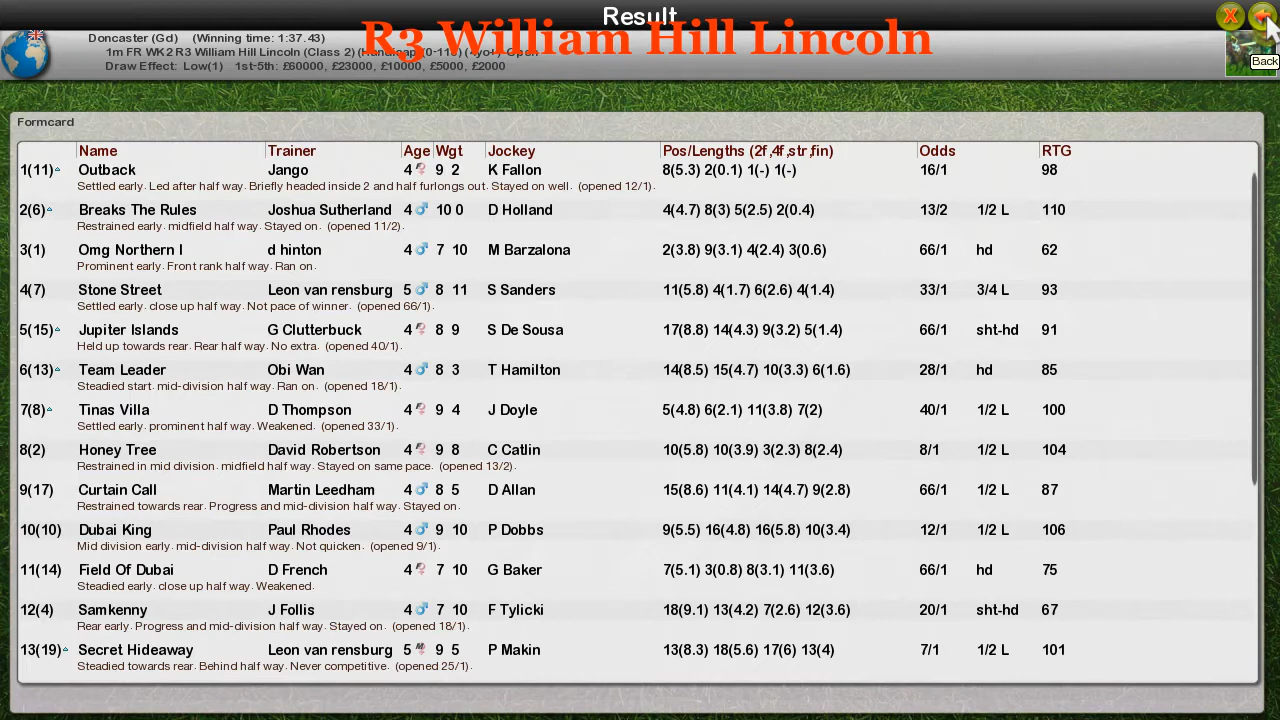 Result
R3 William Hill Lincoln
Doncaster (Gd) (Winning time: 1:37.43)
1m FR WK2 R3 William Hill Lincoln (Class 2) (Handicap) (0-110) (4yo+) Open
Draw Effect: Low(1) 1st-5th: £60000, £23000, £10000, £5000, £2000
Back
Formcard
Name Trainer Age Wgt Jockey Pos/Lengths (2f,4f,str,fin) Odds RTG
1(11) Outback Jango 4 9 2 K Fallon 8(5.3) 2(0.1) 1(-) 1(-) 16/1 98
Settled early. Led after half way. Briefly headed inside 2 and half furlongs out. Stayed on well. (opened 12/1).
2(6) Breaks The Rules Joshua Sutherland 4 10 0 D Holland 4(4.7) 8(3) 5(2.5) 2(0.4) 13/2 1/2 L 110
Restrained early. midfield half way. Stayed on. (opened 11/2).
3(1) Omg Northern I d hinton 4 7 10 M Barzalona 2(3.8) 9(3.1) 4(2.4) 3(0.6) 66/1 hd 62
Prominent early. Front rank half way. Ran on.
4(7) Stone Street Leon van rensburg 5 8 11 S Sanders 11(5.8) 4(1.7) 6(2.6) 4(1.4) 33/1 3/4 L 93
Settled early. close up half way. Not pace of winner. (opened 66/1).
5(15) Jupiter Islands G Clutterbuck 4 8 9 S De Sousa 17(8.8) 14(4.3) 9(3.2) 5(1.4) 66/1 sht-hd 91
Held up towards rear. Rear half way. No extra. (opened 40/1).
6(13) Team Leader Obi Wan 4 8 3 T Hamilton 14(8.5) 15(4.7) 10(3.3) 6(1.6) 28/1 hd 85
Steadied start. mid-division half way. Ran on. (opened 18/1).
7(8) Tinas Villa D Thompson 4 9 4 J Doyle 5(4.8) 6(2.1) 11(3.8) 7(2) 40/1 1/2 L 100
Settled early. prominent half way. Weakened. (opened 33/1).
8(2) Honey Tree David Robertson 4 9 8 C Catlin 10(5.8) 10(3.9) 3(2.3) 8(2.4) 8/1 1/2 L 104
Restrained in mid division. midfield half way. Stayed on same pace. (opened 13/2).
9(17) Curtain Call Martin Leedham 4 8 5 D Allan 15(8.6) 11(4.1) 14(4.7) 9(2.8) 66/1 1/2 L 87
Restrained towards rear. Progress and mid-division half way. Stayed on.
10(10) Dubai King Paul Rhodes 4 9 10 P Dobbs 9(5.5) 16(4.8) 16(5.8) 10(3.4) 12/1 1/2 L 106
Mid division early. mid-division half way. Not quicken. (opened 9/1).
11(14) Field Of Dubai D French 4 7 10 G Baker 7(5.1) 3(0.8) 8(3.1) 11(3.6) 66/1 hd 75
Steadied early. close up half way. Weakened.
12(4) Samkenny J Follis 4 7 10 F Tylicki 18(9.1) 13(4.2) 7(2.6) 12(3.6) 20/1 sht-hd 67
Rear early. Progress and mid-division half way. Stayed on. (opened 18/1).
13(19) Secret Hideaway Leon van rensburg 5 9 5 P Makin 13(8.3) 18(5.6) 17(6) 13(4) 7/1 1/2 L 101
Steadied towards rear. Behind half way. Never competitive. (opened 25/1).